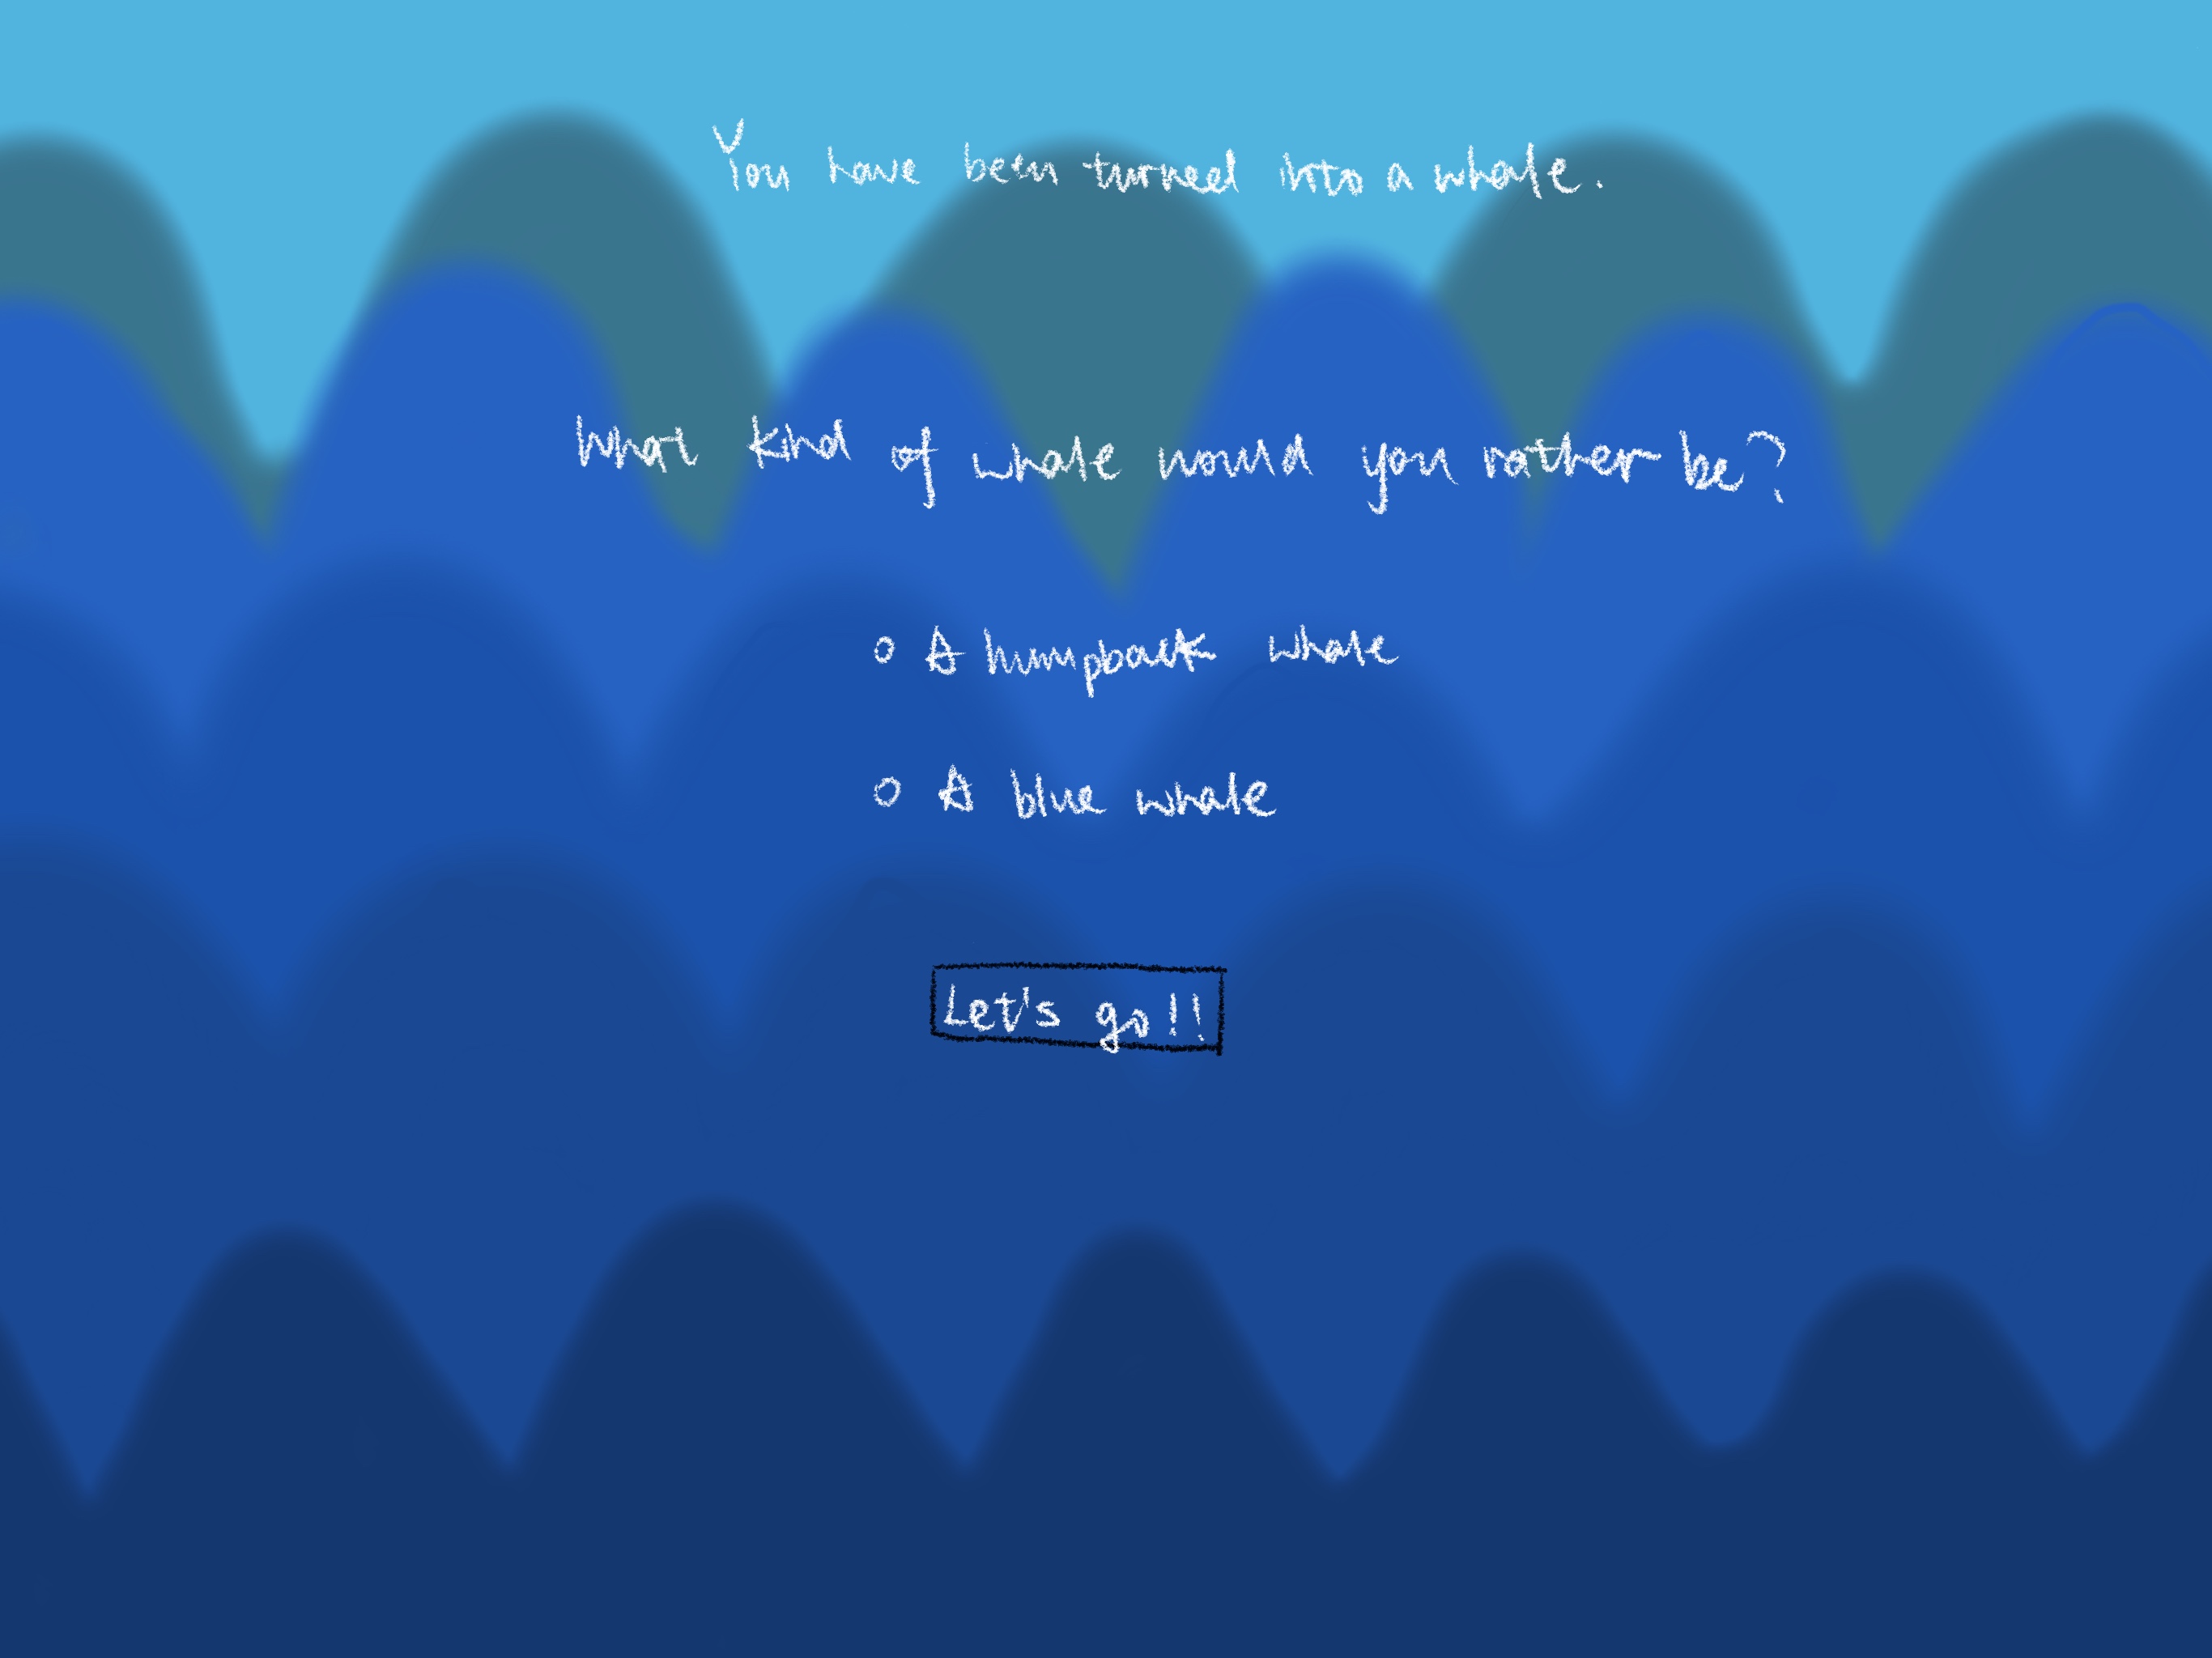 You have been turned into a whale.
What kind of whale would you rather be?
○ A humpback whale
○ A blue whale
Let's go!!